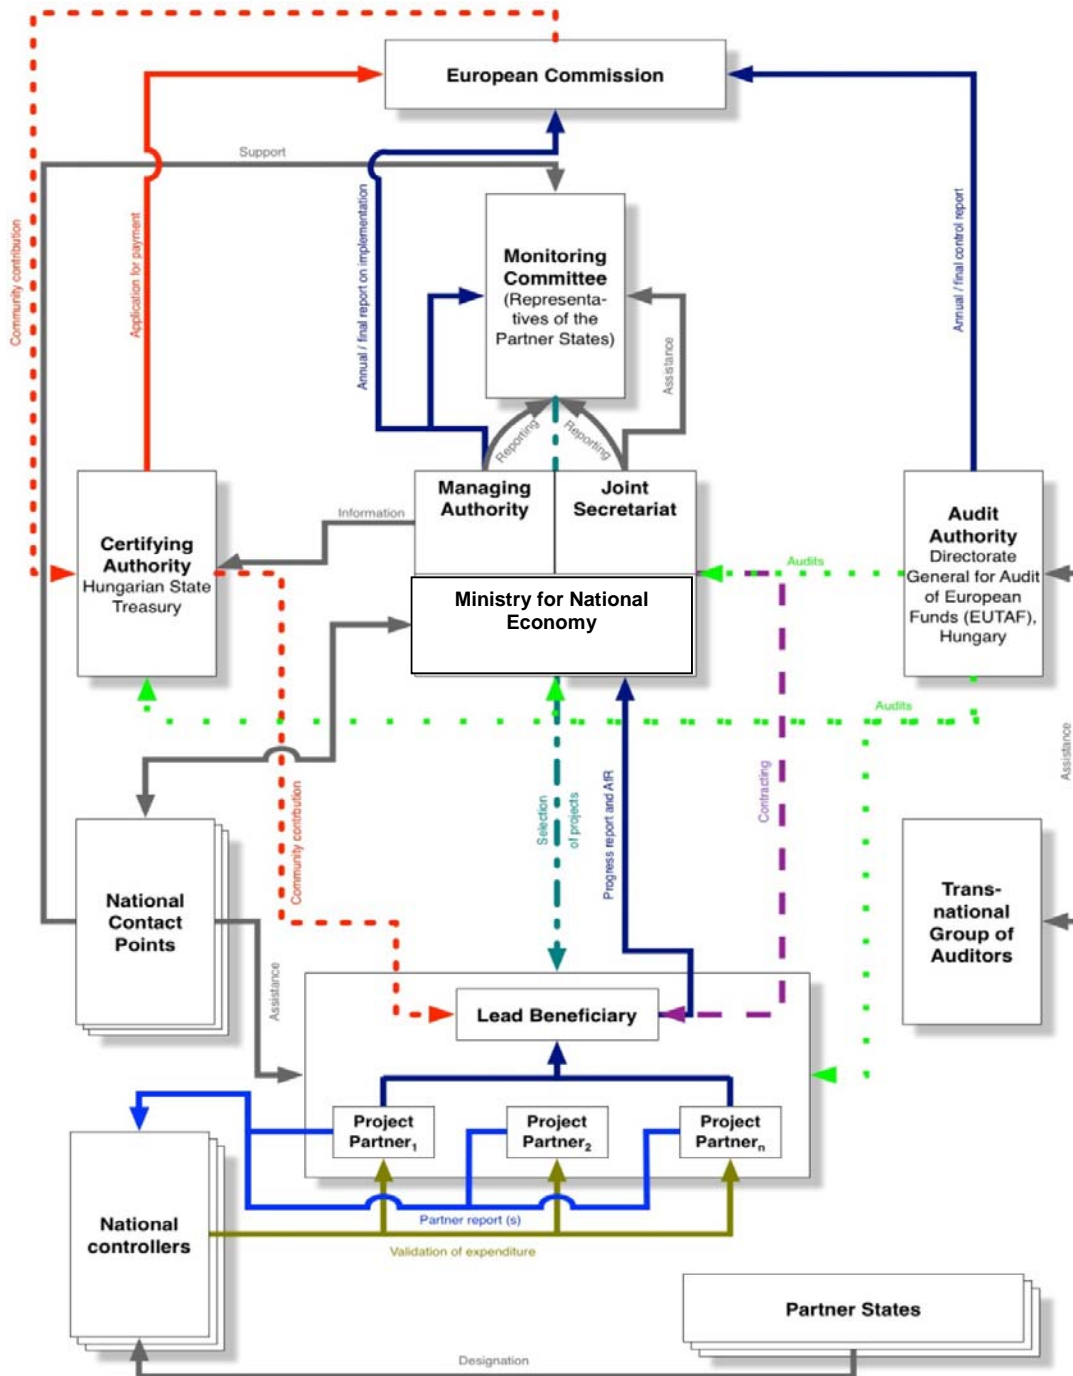 European Commission
Support
Community contribution
Application for payment
Annual / final report on implementation
Annual / final control report
Monitoring
Committee
(Representa-
tives of the
Partner States)
Assistance
Reporting
Reporting
Managing
Authority
Joint
Secretariat
Information
Certifying
Authority
Hungarian State
Treasury
Ministry for National
Economy
Audits
Audit
Authority
Directorate
General for Audit
of European
Funds (EUTAF),
Hungary
Audits
Assistance
Community contribution
Selection
of projects
Progress report and AfR
Contracting
National
Contact
Points
Trans-
national
Group of
Auditors
Assistance
Lead Beneficiary
Project
Partner1
Project
Partner2
Project
Partnern
National
controllers
Partner report (s)
Validation of expenditure
Partner States
Designation